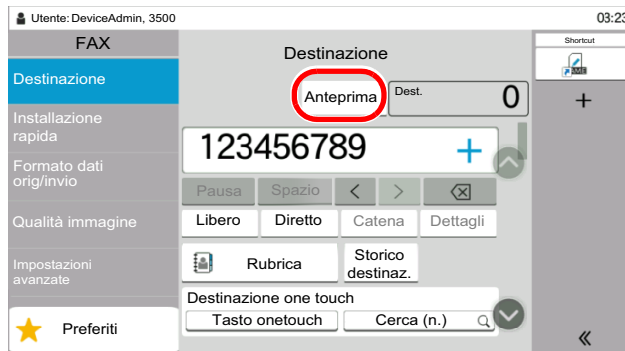 Utente: DeviceAdmin, 3500
03:23
FAX
Destinazione
Installazione
rapida
Formato dati
orig/invio
Qualità immagine
Impostazioni
avanzate
Preferiti
Destinazione
Anteprima
Dest.
0
123456789 +
Pausa
Spazio
<
>
Libero
Diretto
Catena
Dettagli
Rubrica
Storico
destinaz.
Destinazione one touch
Tasto onetouch
Cerca (n.)
Shortcut
ME
+
«